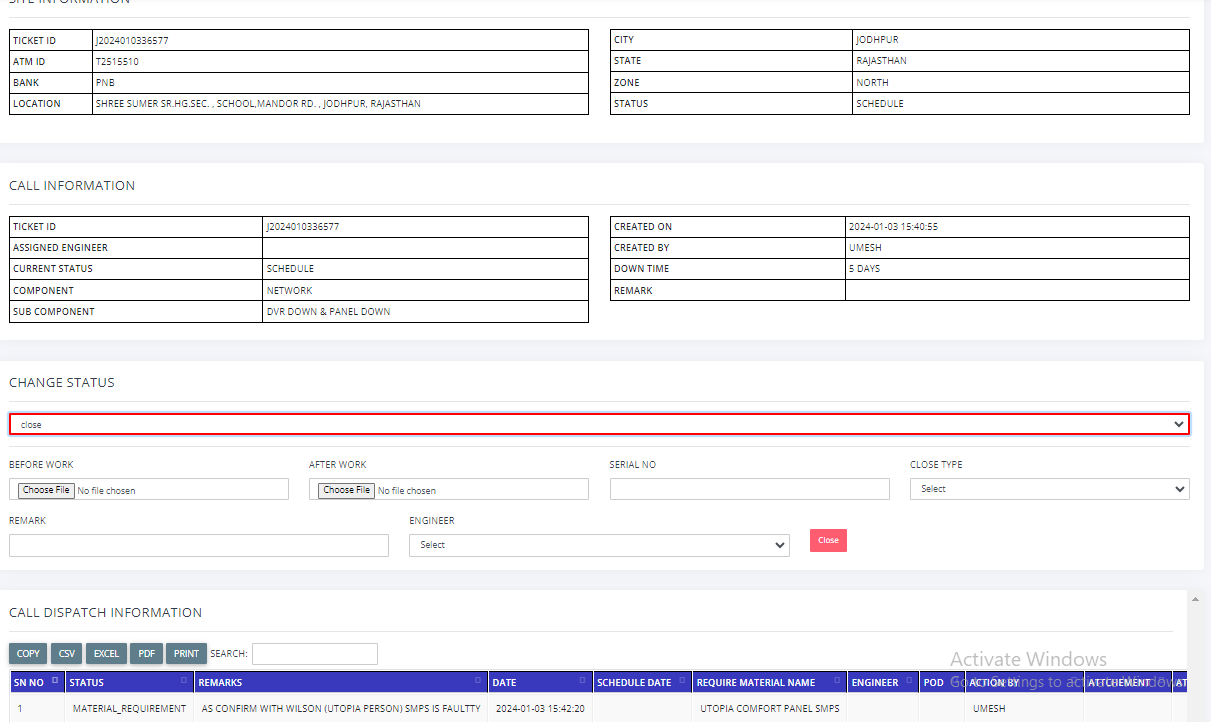 SITE INFORMATION
TICKET ID J2024010336577
ATM ID T2515510
BANK PNB
LOCATION SHREE SUMER SR.HG.SEC. , SCHOOL,MANDOR RD. , JODHPUR, RAJASTHAN
CITY JODHPUR
STATE RAJASTHAN
ZONE NORTH
STATUS SCHEDULE
CALL INFORMATION
TICKET ID J2024010336577
ASSIGNED ENGINEER
CURRENT STATUS SCHEDULE
COMPONENT NETWORK
SUB COMPONENT DVR DOWN & PANEL DOWN
CREATED ON 2024-01-03 15:40:55
CREATED BY UMESH
DOWN TIME 5 DAYS
REMARK
CHANGE STATUS
close
BEFORE WORK AFTER WORK SERIAL NO CLOSE TYPE
Choose File No file chosen Choose File No file chosen Select
REMARK ENGINEER
Select Close
CALL DISPATCH INFORMATION
COPY CSV EXCEL PDF PRINT SEARCH:
SN NO STATUS REMARKS DATE SCHEDULE DATE REQUIRE MATERIAL NAME ENGINEER POD ACTION BY ATTCHEMENT AT
1 MATERIAL_REQUIREMENT AS CONFIRM WITH WILSON (UTOPIA PERSON) SMPS IS FAULTTY 2024-01-03 15:42:20 UTOPIA COMFORT PANEL SMPS UMESH
Activate Windows
Go to Settings to activate Windows.